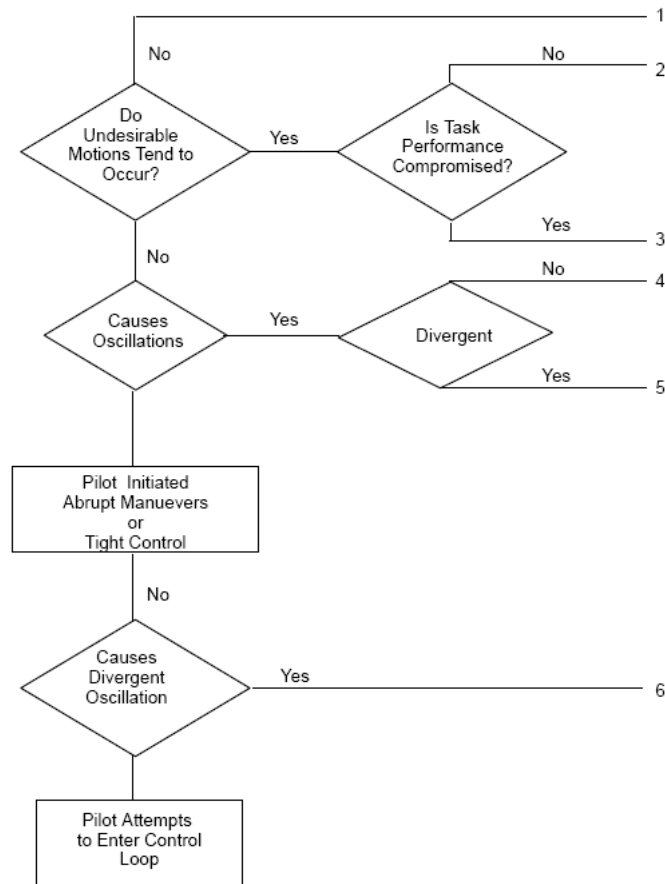 1
No
No
2
Do
Undesirable
Motions Tend to
Occur?
Yes
Is Task
Performance
Compromised?
Yes
3
No
No
4
Causes
Oscillations
Yes
Divergent
Yes
5
Pilot Initiated
Abrupt Manuevers
or
Tight Control
No
Causes
Divergent
Oscillation
Yes
6
Pilot Attempts
to Enter Control
Loop